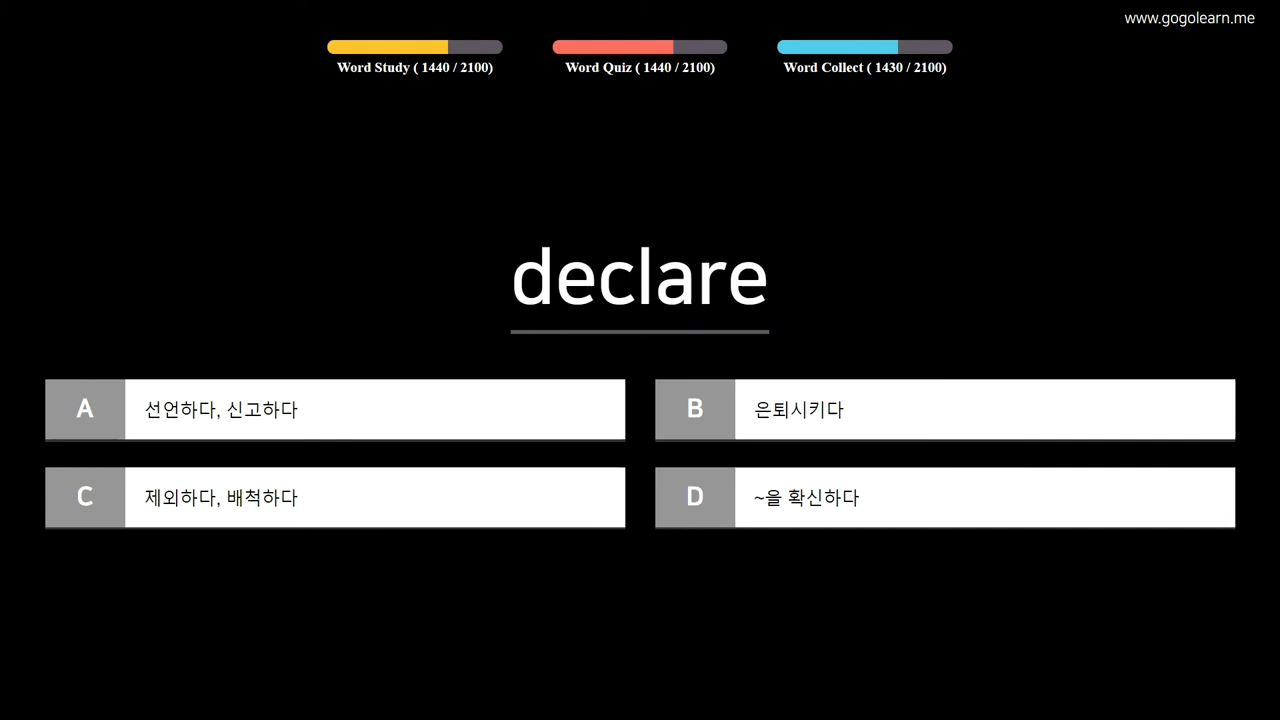 www.gogolearn.me
Word Study ( 1440 / 2100)
Word Quiz ( 1440 / 2100)
Word Collect ( 1430 / 2100)
declare
A 선언하다, 신고하다
B 은퇴시키다
C 제외하다, 배척하다
D ~을 확신하다